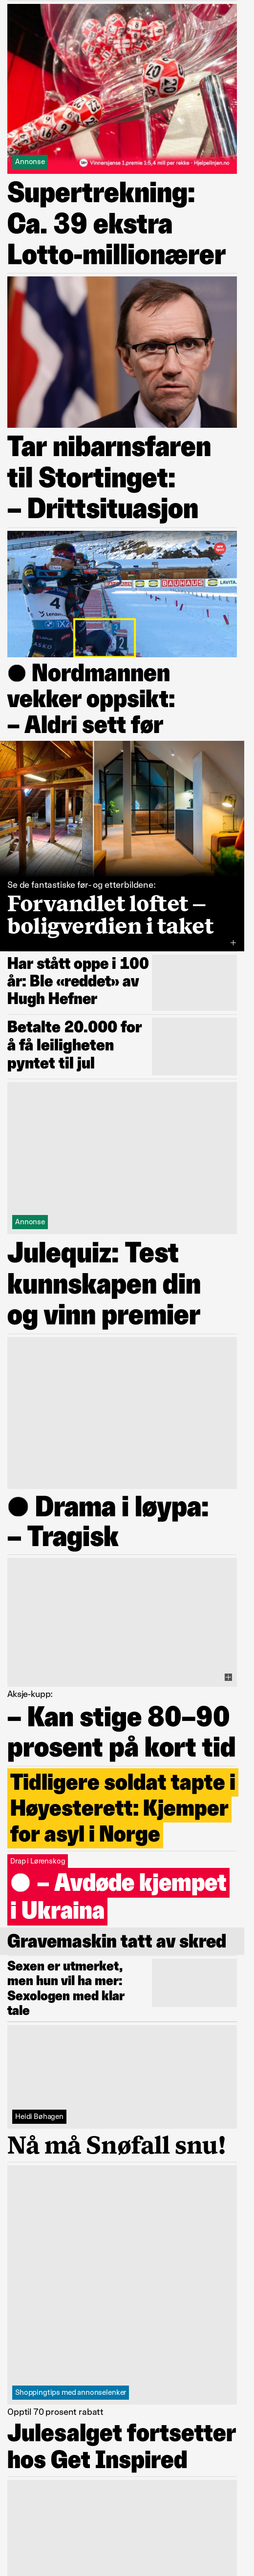 Annonse
Vinnersjanse 1.premie 1:5,4 mill per rekke - Hjelpelinjen.no
Supertrekning:
Ca. 39 ekstra
Lotto-millionærer
Tar nibarnsfaren
til Stortinget:
– Drittsituasjon
4
BAUHAUS
LAVITA.
2
● Nordmannen
vekker oppsikt:
– Aldri sett før
Se de fantastiske før- og etterbildene:
Forvandlet loftet –
boligverdien i taket
Har stått oppe i 100
år: Ble «reddet» av
Hugh Hefner
Betalte 20.000 for
å få leiligheten
pyntet til jul
Annonse
Julequiz: Test
kunnskapen din
og vinn premier
● Drama i løypa:
– Tragisk
Aksje-kupp:
– Kan stige 80–90
prosent på kort tid
Tidligere soldat tapte i
Høyesterett: Kjemper
for asyl i Norge
Drap i Lørenskog
● – Avdøde kjempet
i Ukraina
Gravemaskin tatt av skred
Sexen er utmerket,
men hun vil ha mer:
Sexologen med klar
tale
Heidi Bøhagen
Nå må Snøfall snu!
Shoppingtips med annonselenker
Opptil 70 prosent rabatt
Julesalget fortsetter
hos Get Inspired